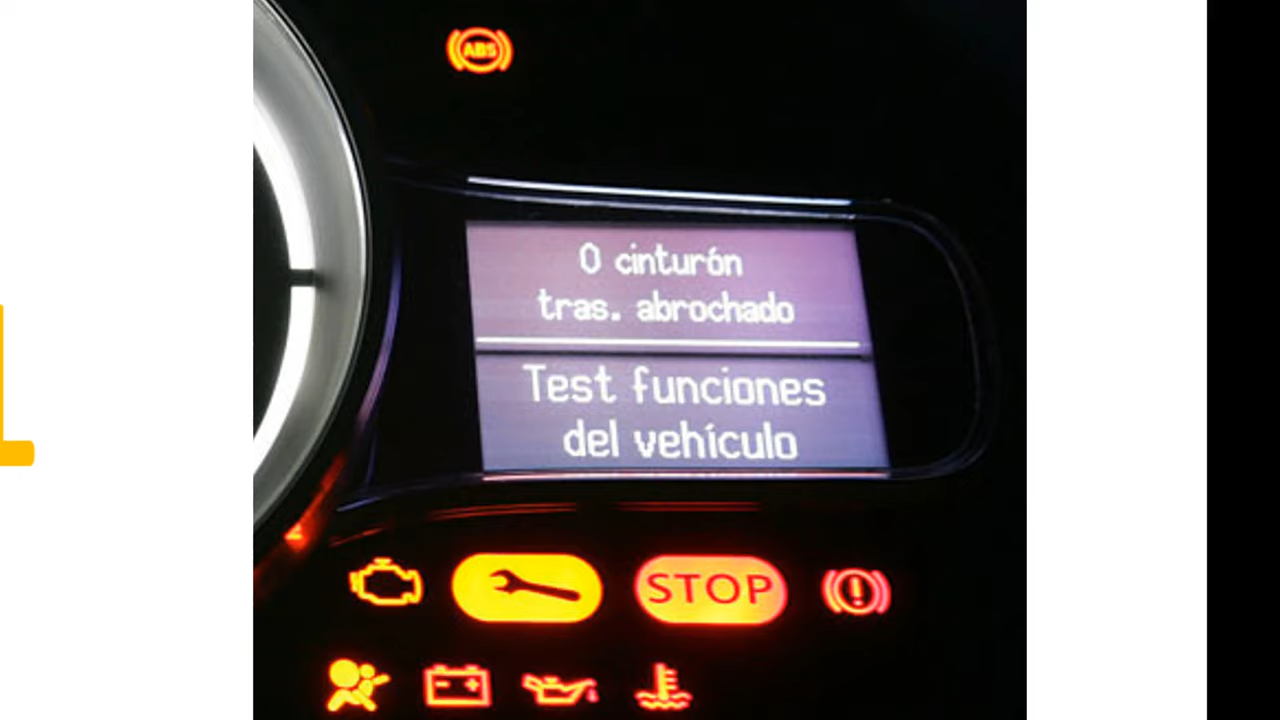 ABS
0 cinturón
tras. abrochado
Test funciones
del vehículo
STOP